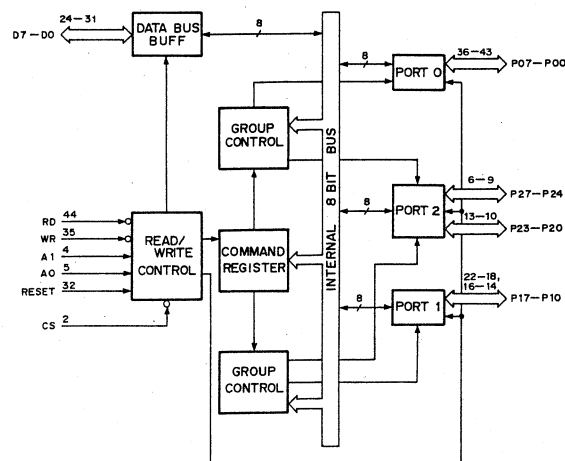 24-31
D7-D0
DATA BUS
BUFF
8
8
36-43
PORT 0
P07-P00
GROUP
CONTROL
INTERNAL 8 BIT BUS
6-9
P27-P24
8
PORT 2
13-10
P23-P20
RD 44
WR 35
A1 4
A0 5
RESET 32
CS 2
READ/
WRITE
CONTROL
COMMAND
REGISTER
22-18,
16-14
8
PORT 1
P17-P10
GROUP
CONTROL